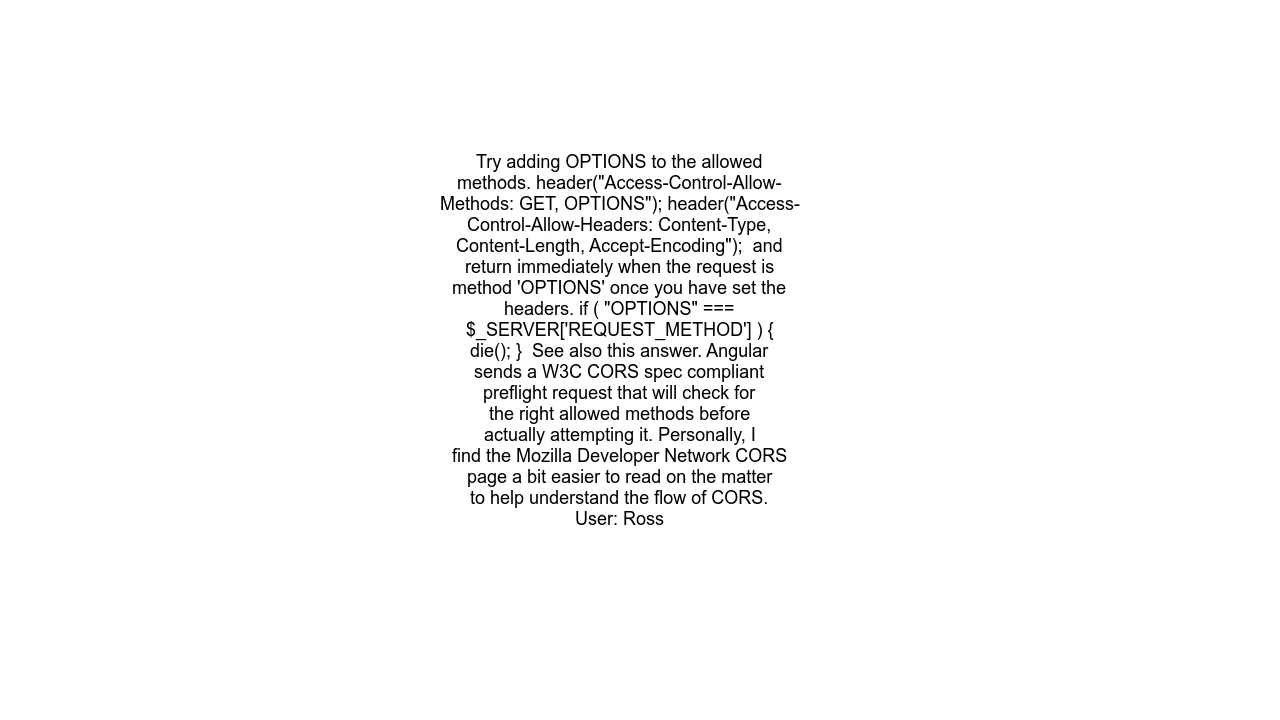 Try adding OPTIONS to the allowed
methods. header("Access-Control-Allow-
Methods: GET, OPTIONS"); header("Access-
Control-Allow-Headers: Content-Type,
Content-Length, Accept-Encoding");  and
return immediately when the request is
method 'OPTIONS' once you have set the
headers. if ( "OPTIONS" ===
$_SERVER['REQUEST_METHOD'] ) {
die(); }  See also this answer. Angular
sends a W3C CORS spec compliant
preflight request that will check for
the right allowed methods before
actually attempting it. Personally, I
find the Mozilla Developer Network CORS
page a bit easier to read on the matter
to help understand the flow of CORS.
User: Ross